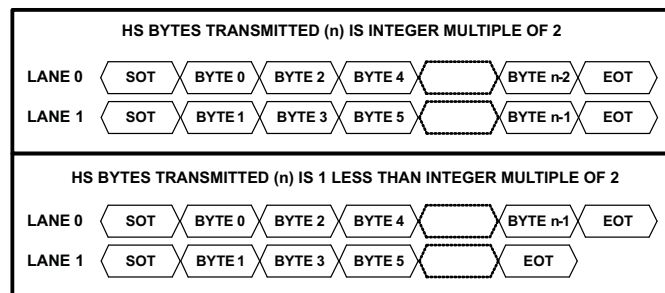 HS BYTES TRANSMITTED (n) IS INTEGER MULTIPLE OF 2
LANE 0 SOT BYTE 0 BYTE 2 BYTE 4 BYTE n-2 EOT
LANE 1 SOT BYTE 1 BYTE 3 BYTE 5 BYTE n-1 EOT
HS BYTES TRANSMITTED (n) IS 1 LESS THAN INTEGER MULTIPLE OF 2
LANE 0 SOT BYTE 0 BYTE 2 BYTE 4 BYTE n-1 EOT
LANE 1 SOT BYTE 1 BYTE 3 BYTE 5 EOT